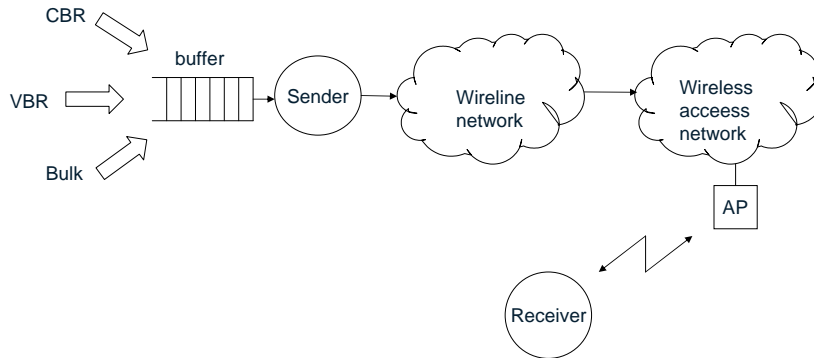 CBR
buffer
VBR
Sender
Wireline
network
Wireless
acceess
network
Bulk
AP
Receiver